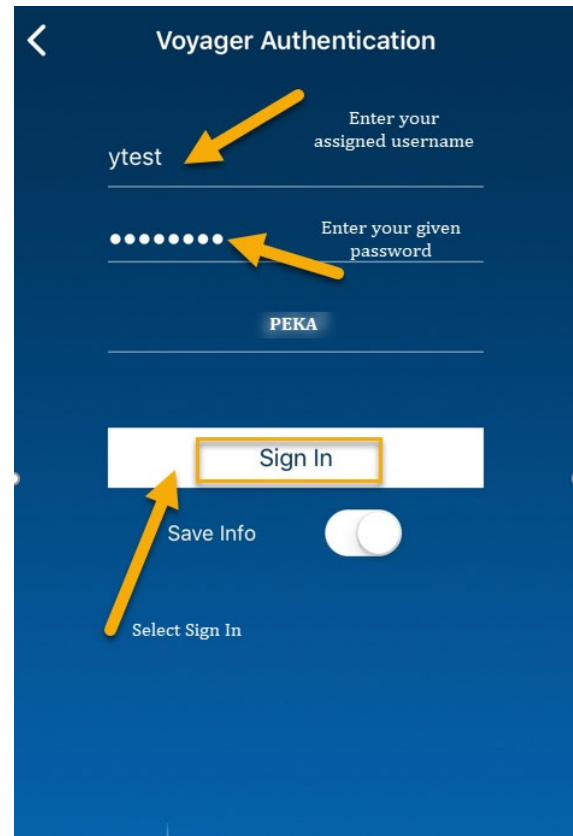 Voyager Authentication
Enter your
assigned username
ytest
Enter your given
password
••••••••
PEKA
Sign In
Save Info
Select Sign In